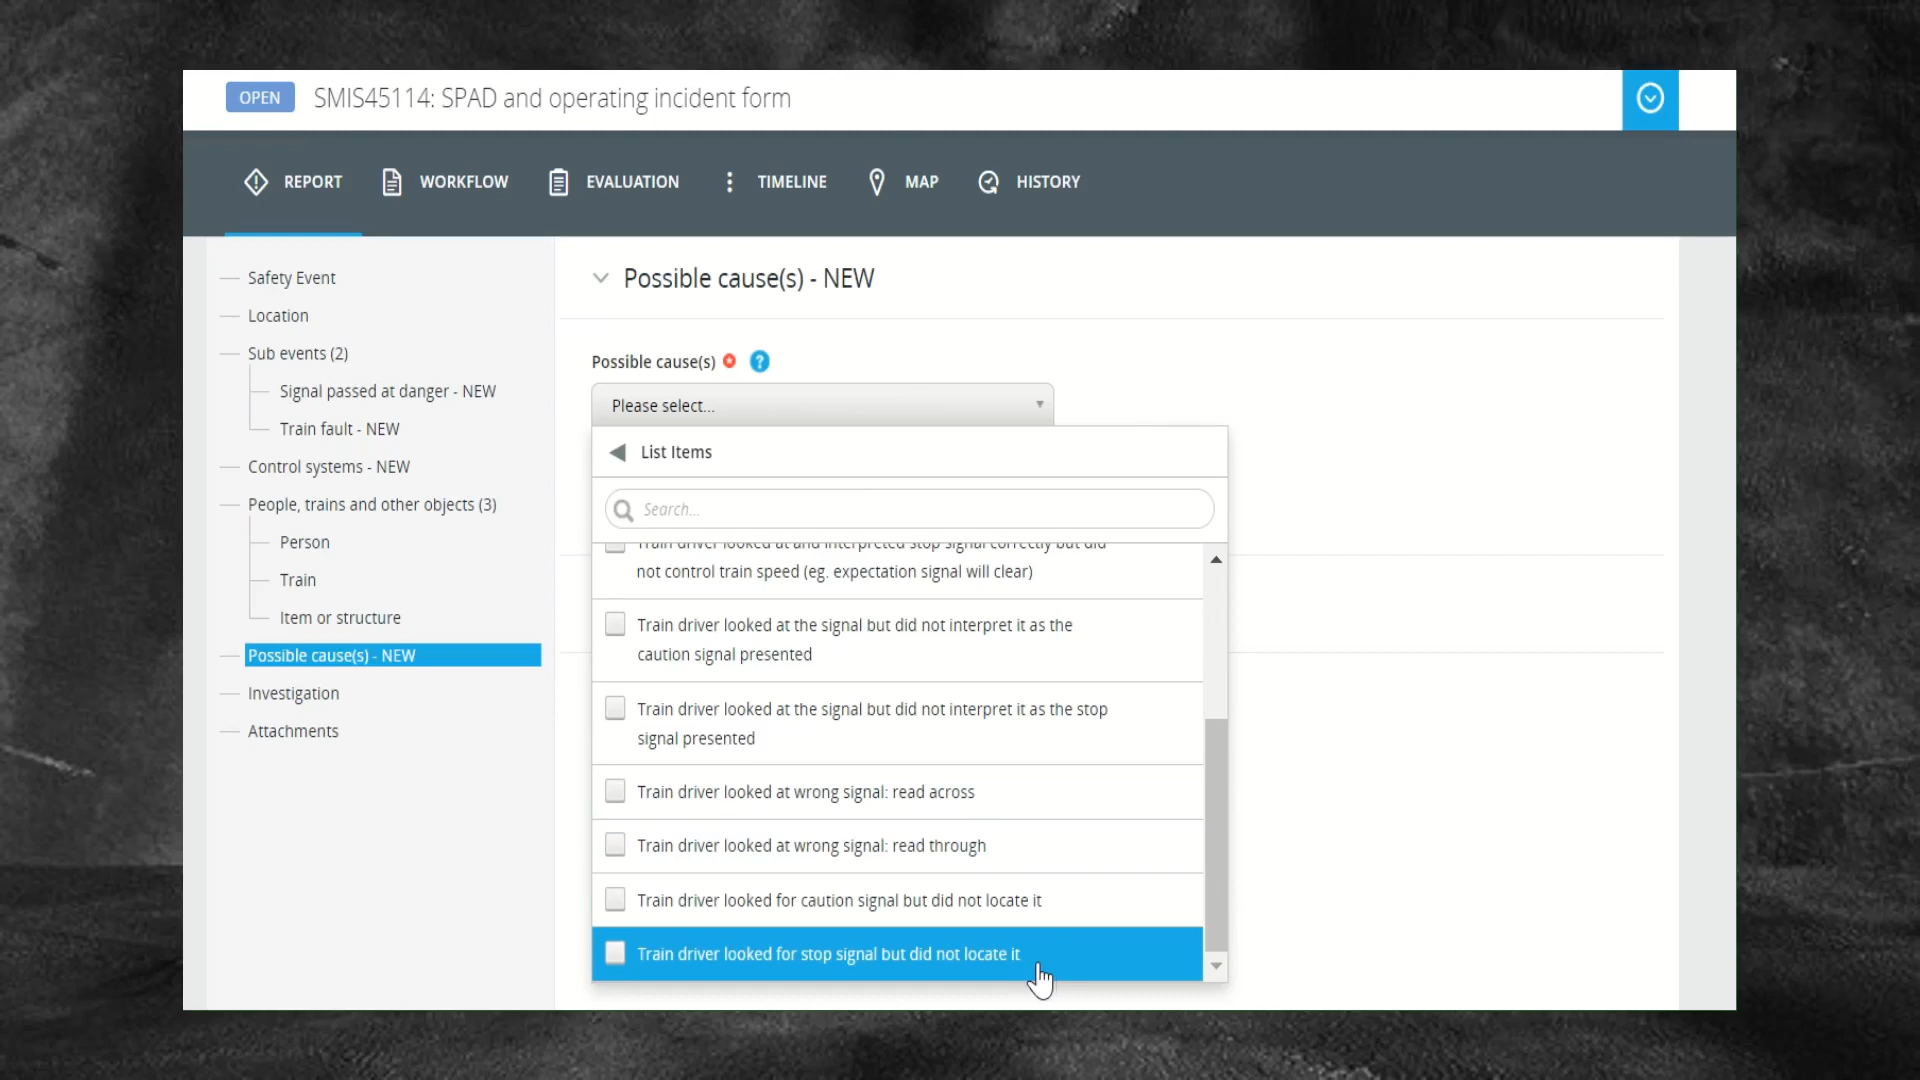 OPEN SMIS45114: SPAD and operating incident form
REPORT WORKFLOW EVALUATION TIMELINE MAP HISTORY
Safety Event
Location
Sub events (2)
Signal passed at danger - NEW
Train fault - NEW
Control systems - NEW
People, trains and other objects (3)
Person
Train
Item or structure
Possible cause(s) - NEW
Investigation
Attachments
Possible cause(s) - NEW
Possible cause(s) ?
Please select...
List Items
Search...
Train driver looked at and interpreted stop signal correctly but did
not control train speed (eg. expectation signal will clear)
Train driver looked at the signal but did not interpret it as the
caution signal presented
Train driver looked at the signal but did not interpret it as the stop
signal presented
Train driver looked at wrong signal: read across
Train driver looked at wrong signal: read through
Train driver looked for caution signal but did not locate it
Train driver looked for stop signal but did not locate it